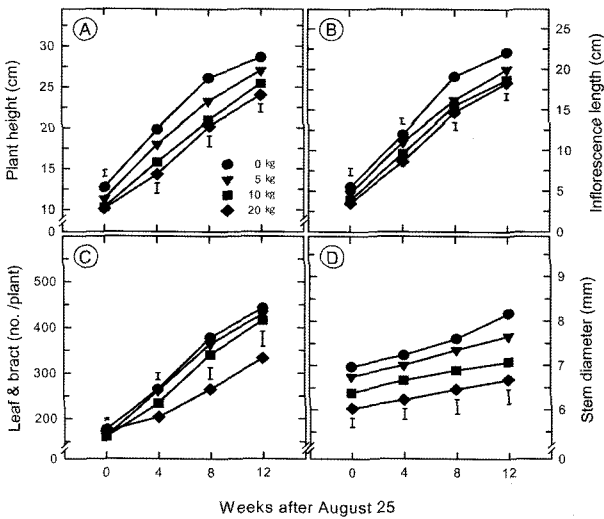 A
B
30
25
20
15
10
0
Plant height (cm)
0 kg
5 kg
10 kg
20 kg
25
20
15
10
5
0
Inflorescence length (cm)
C
D
500
400
300
200
0
Leaf & bract (no. /plant)
9
8
7
6
0
Stem diameter (mm)
0 4 8 12
0 4 8 12
Weeks after August 25